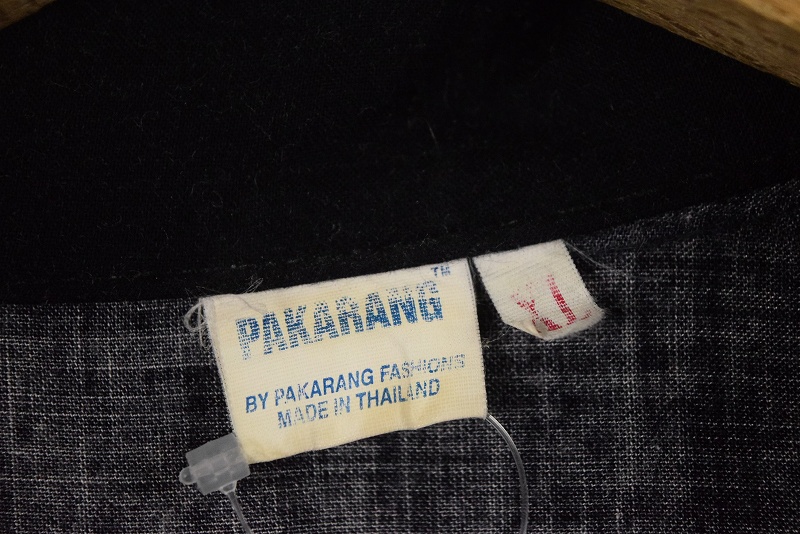 PAKARANG™
BY PAKARANG FASHIONS
MADE IN THAILAND
XL